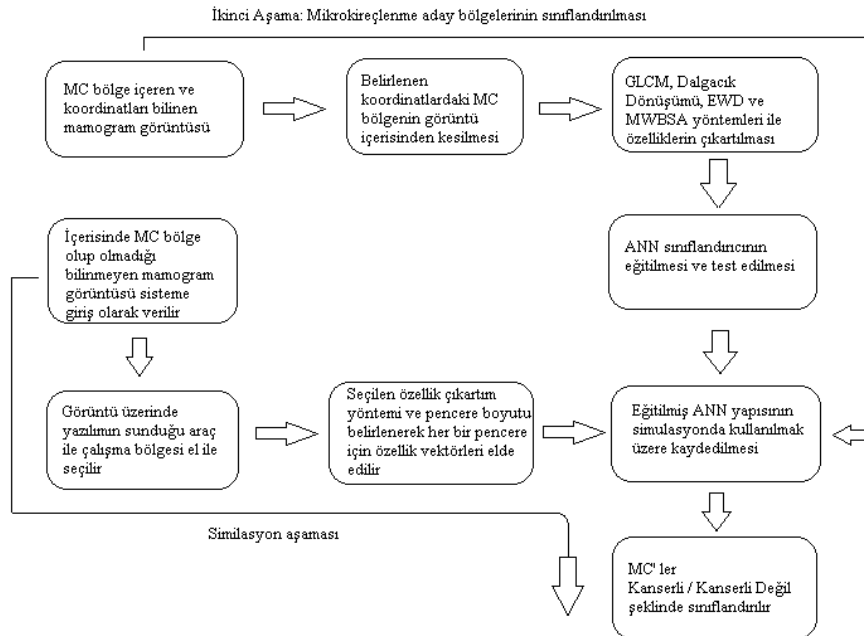 İkinci Aşama: Mikrokireçlenme aday bölgelerinin sınıflandırılması
MC bölge içeren ve
koordinatları bilinen
mamogram görüntüsü
Belirlenen
koordinatlardaki MC
bölgenin görüntü
içerisinden kesilmesi
GLCM, Dalgacık
Dönüşümü, EWD ve
MWBSA yöntemleri ile
özelliklerin çıkartılması
ANN sınıflandırıcının
eğitilmesi ve test edilmesi
İçerisinde MC bölge
olup olmadığı
bilinmeyen mamogram
görüntüsü sisteme
giriş olarak verilir
Görüntü üzerinde
yazılımın sunduğu araç
ile çalışma bölgesi el ile
seçilir
Seçilen özellik çıkartım
yöntemi ve pencere boyutu
belirlenerek her bir pencere
için özellik vektörleri elde
edilir
Eğitilmiş ANN yapısının
simulasyonda kullanılmak
üzere kaydedilmesi
Similasyon aşaması
MC' ler
Kanserli / Kanserli Değil
şeklinde sınıflandırılır